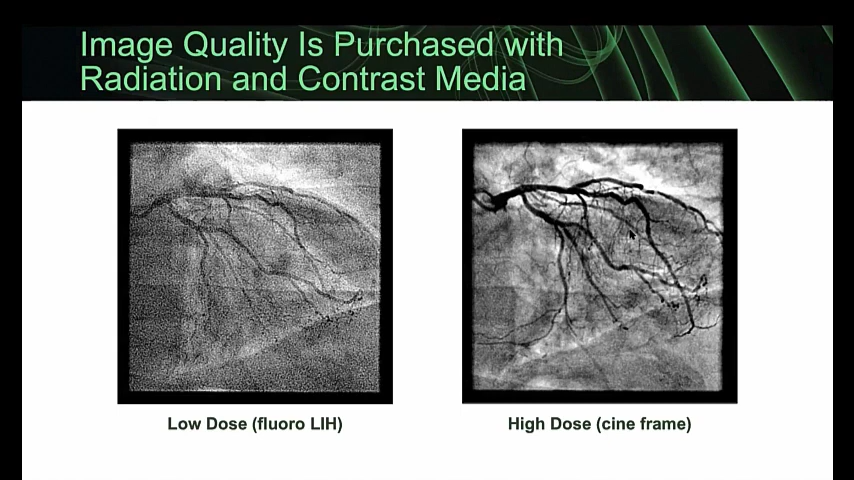 Image Quality Is Purchased with
Radiation and Contrast Media
Low Dose (fluoro LIH)
High Dose (cine frame)